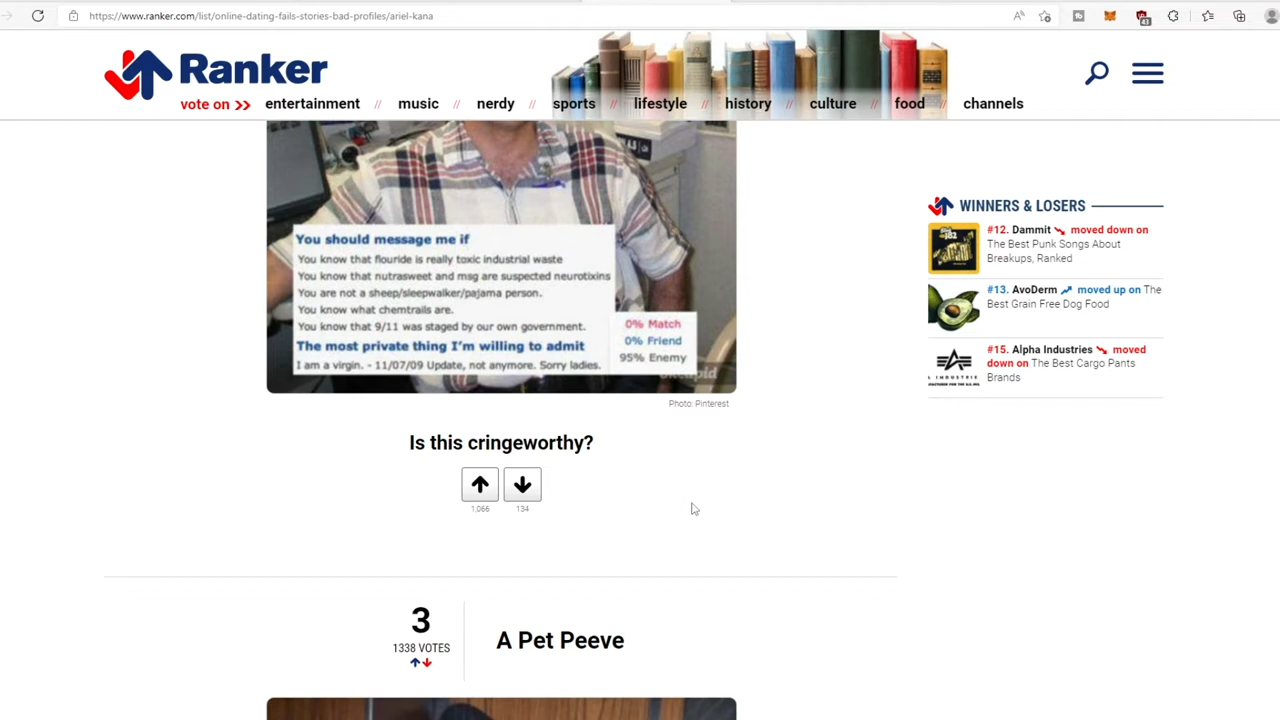 https://www.ranker.com/list/online-dating-fails-stories-bad-profiles/ariel-kana
43
Ranker
vote on >> entertainment // music // nerdy // sports // lifestyle // history // culture // food // channels
You should message me if
You know that flouride is really toxic industrial waste
You know that nutrasweet and msg are suspected neurotixins
You are not a sheep/sleepwalker/pajama person.
You know what chemtrails are.
You know that 9/11 was staged by our own government.
The most private thing I'm willing to admit
I am a virgin. - 11/07/09 Update, not anymore. Sorry ladies.
0% Match
0% Friend
95% Enemy
Photo: Pinterest
Is this cringeworthy?
1,066
134
3
1338 VOTES
A Pet Peeve
WINNERS & LOSERS
#12. Dammit moved down on
The Best Punk Songs About
Breakups, Ranked
#13. AvoDerm moved up on The
Best Grain Free Dog Food
#15. Alpha Industries moved
down on The Best Cargo Pants
Brands